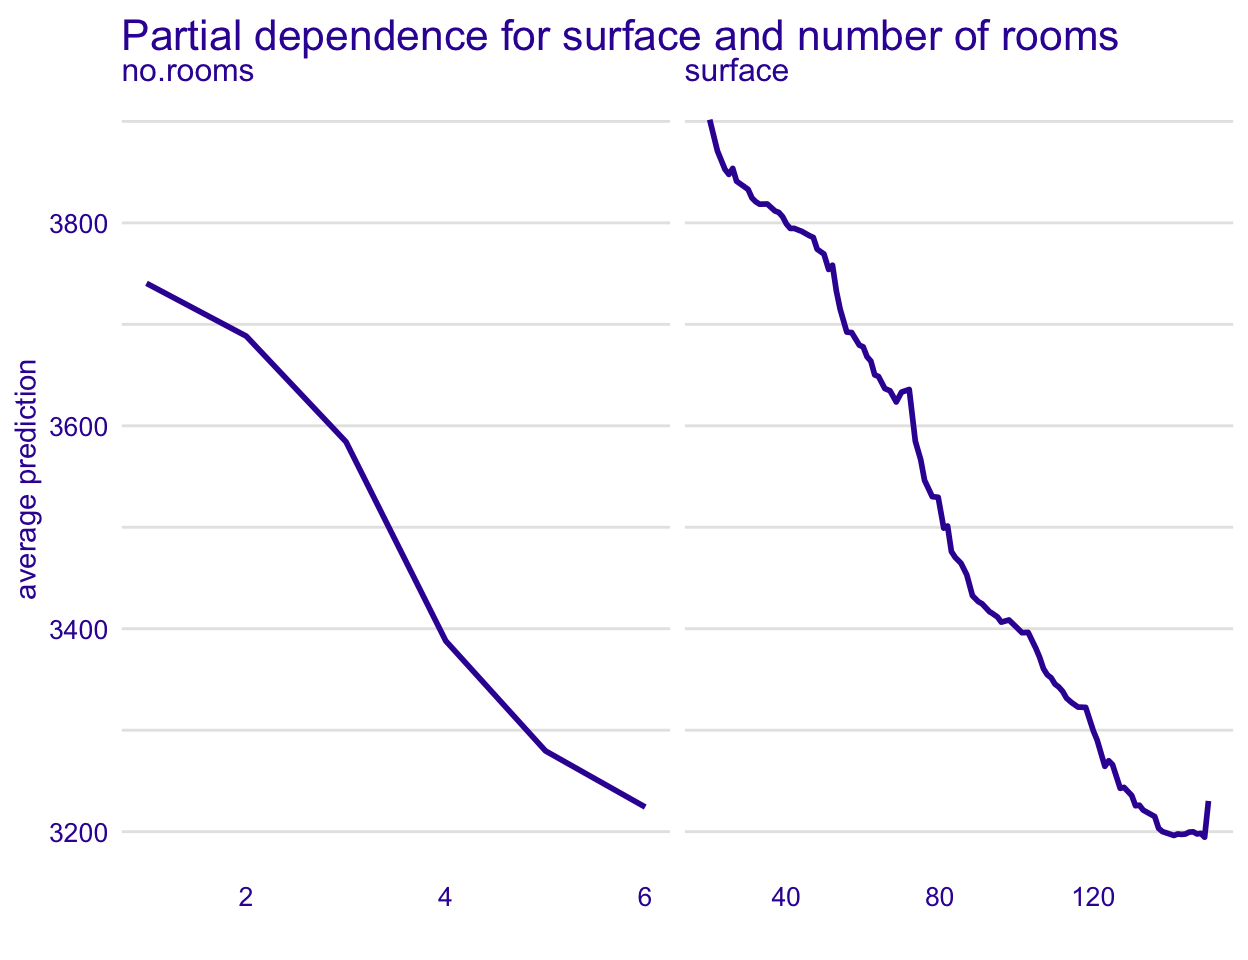 Partial dependence for surface and number of rooms
no.rooms
surface
average prediction
3800
3600
3400
3200
2 4 6
40 80 120